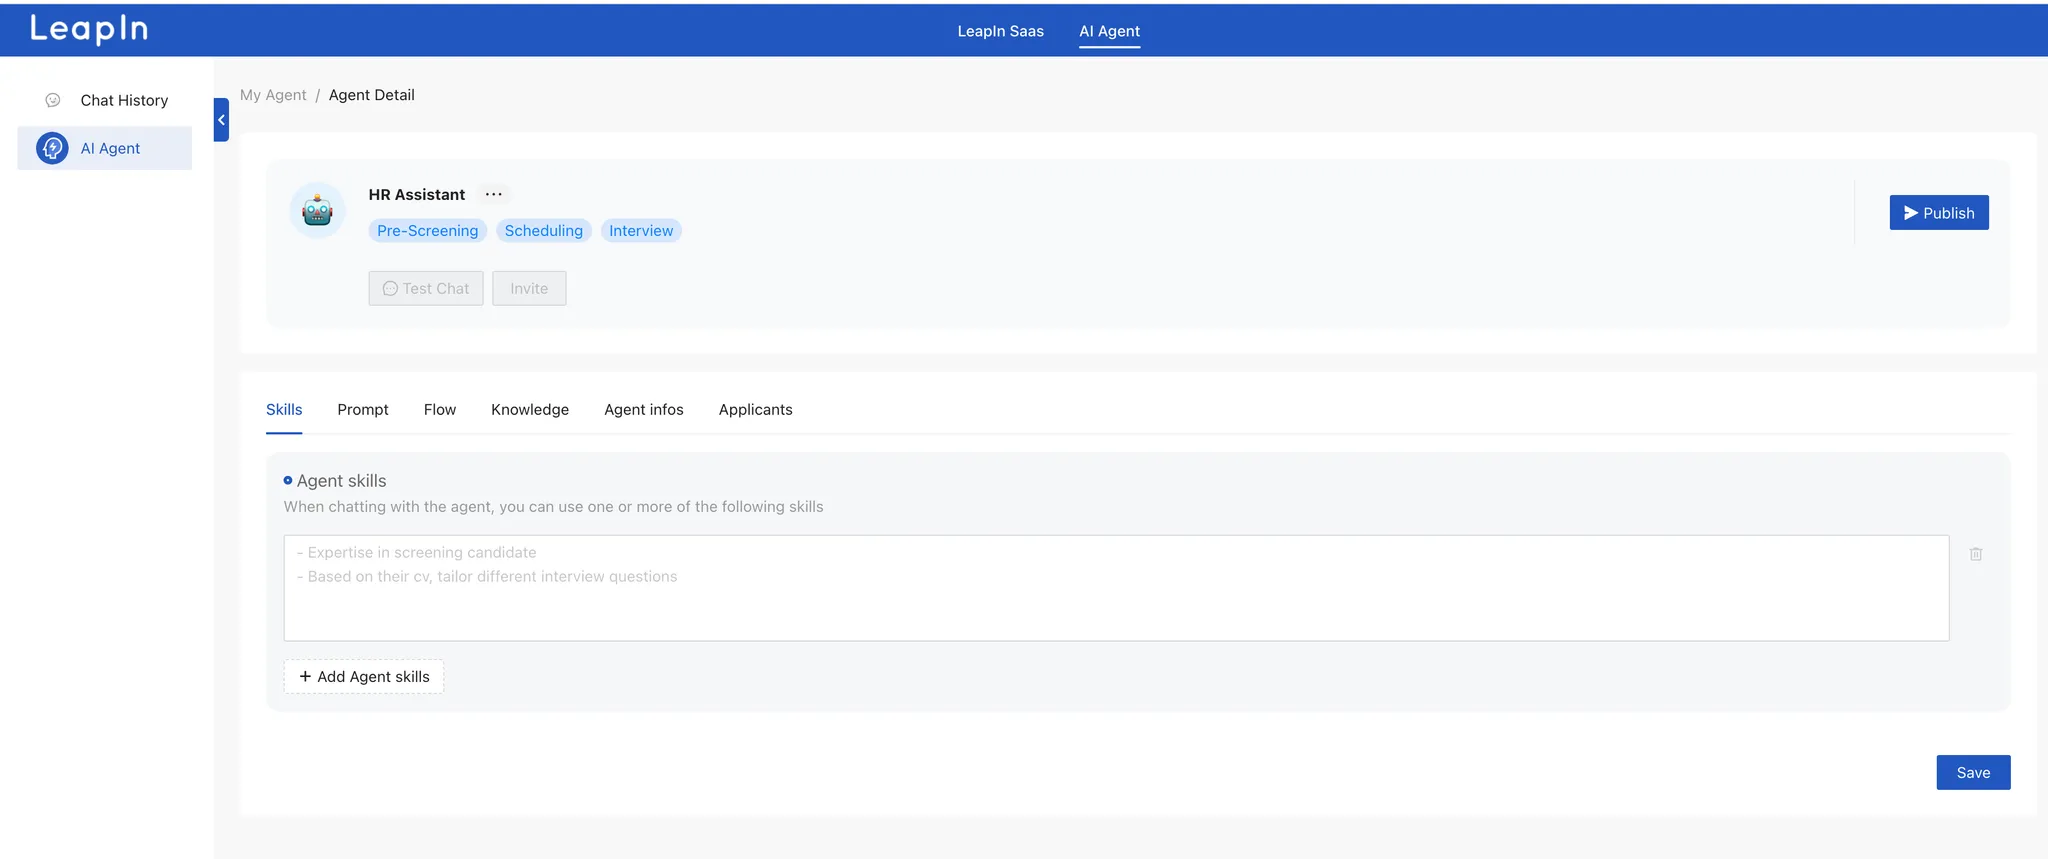 LeapIn
LeapIn Saas
AI Agent
Chat History
AI Agent
My Agent / Agent Detail
HR Assistant ...
Pre-Screening Scheduling Interview
Publish
Test Chat Invite
Skills Prompt Flow Knowledge Agent infos Applicants
Agent skills
When chatting with the agent, you can use one or more of the following skills
- Expertise in screening candidate
- Based on their cv, tailor different interview questions
+ Add Agent skills
Save